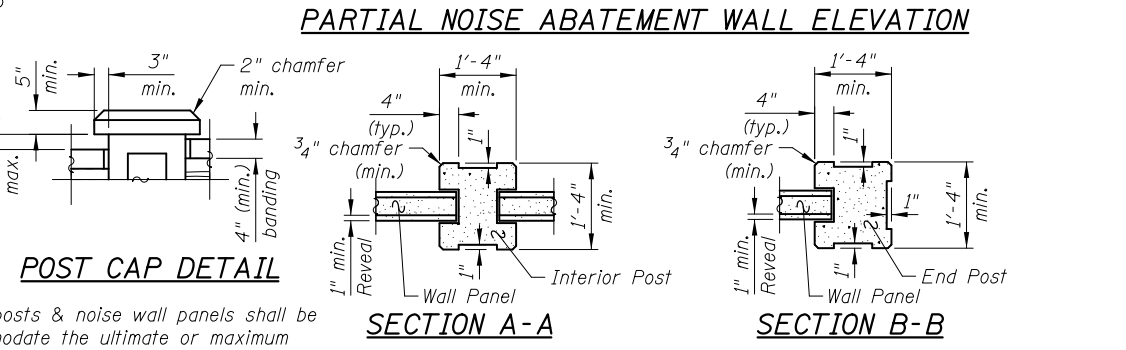 PARTIAL NOISE ABATEMENT WALL ELEVATION
5"
min.
3"
min.
2" chamfer
max.
4" (min.)
banding
POST CAP DETAIL
posts & noise wall panels shall be
modate the ultimate or maximum
1'-4"
min.
4"
(typ.)
3/4" chamfer
(min.)
1"
1'-4"
min.
1" min.
Reveal
1"
Interior Post
Wall Panel
SECTION A-A
1'-4"
min.
4"
(typ.)
3/4" chamfer
(min.)
1"
1"
1'-4"
min.
1" min.
Reveal
1"
End Post
Wall Panel
SECTION B-B